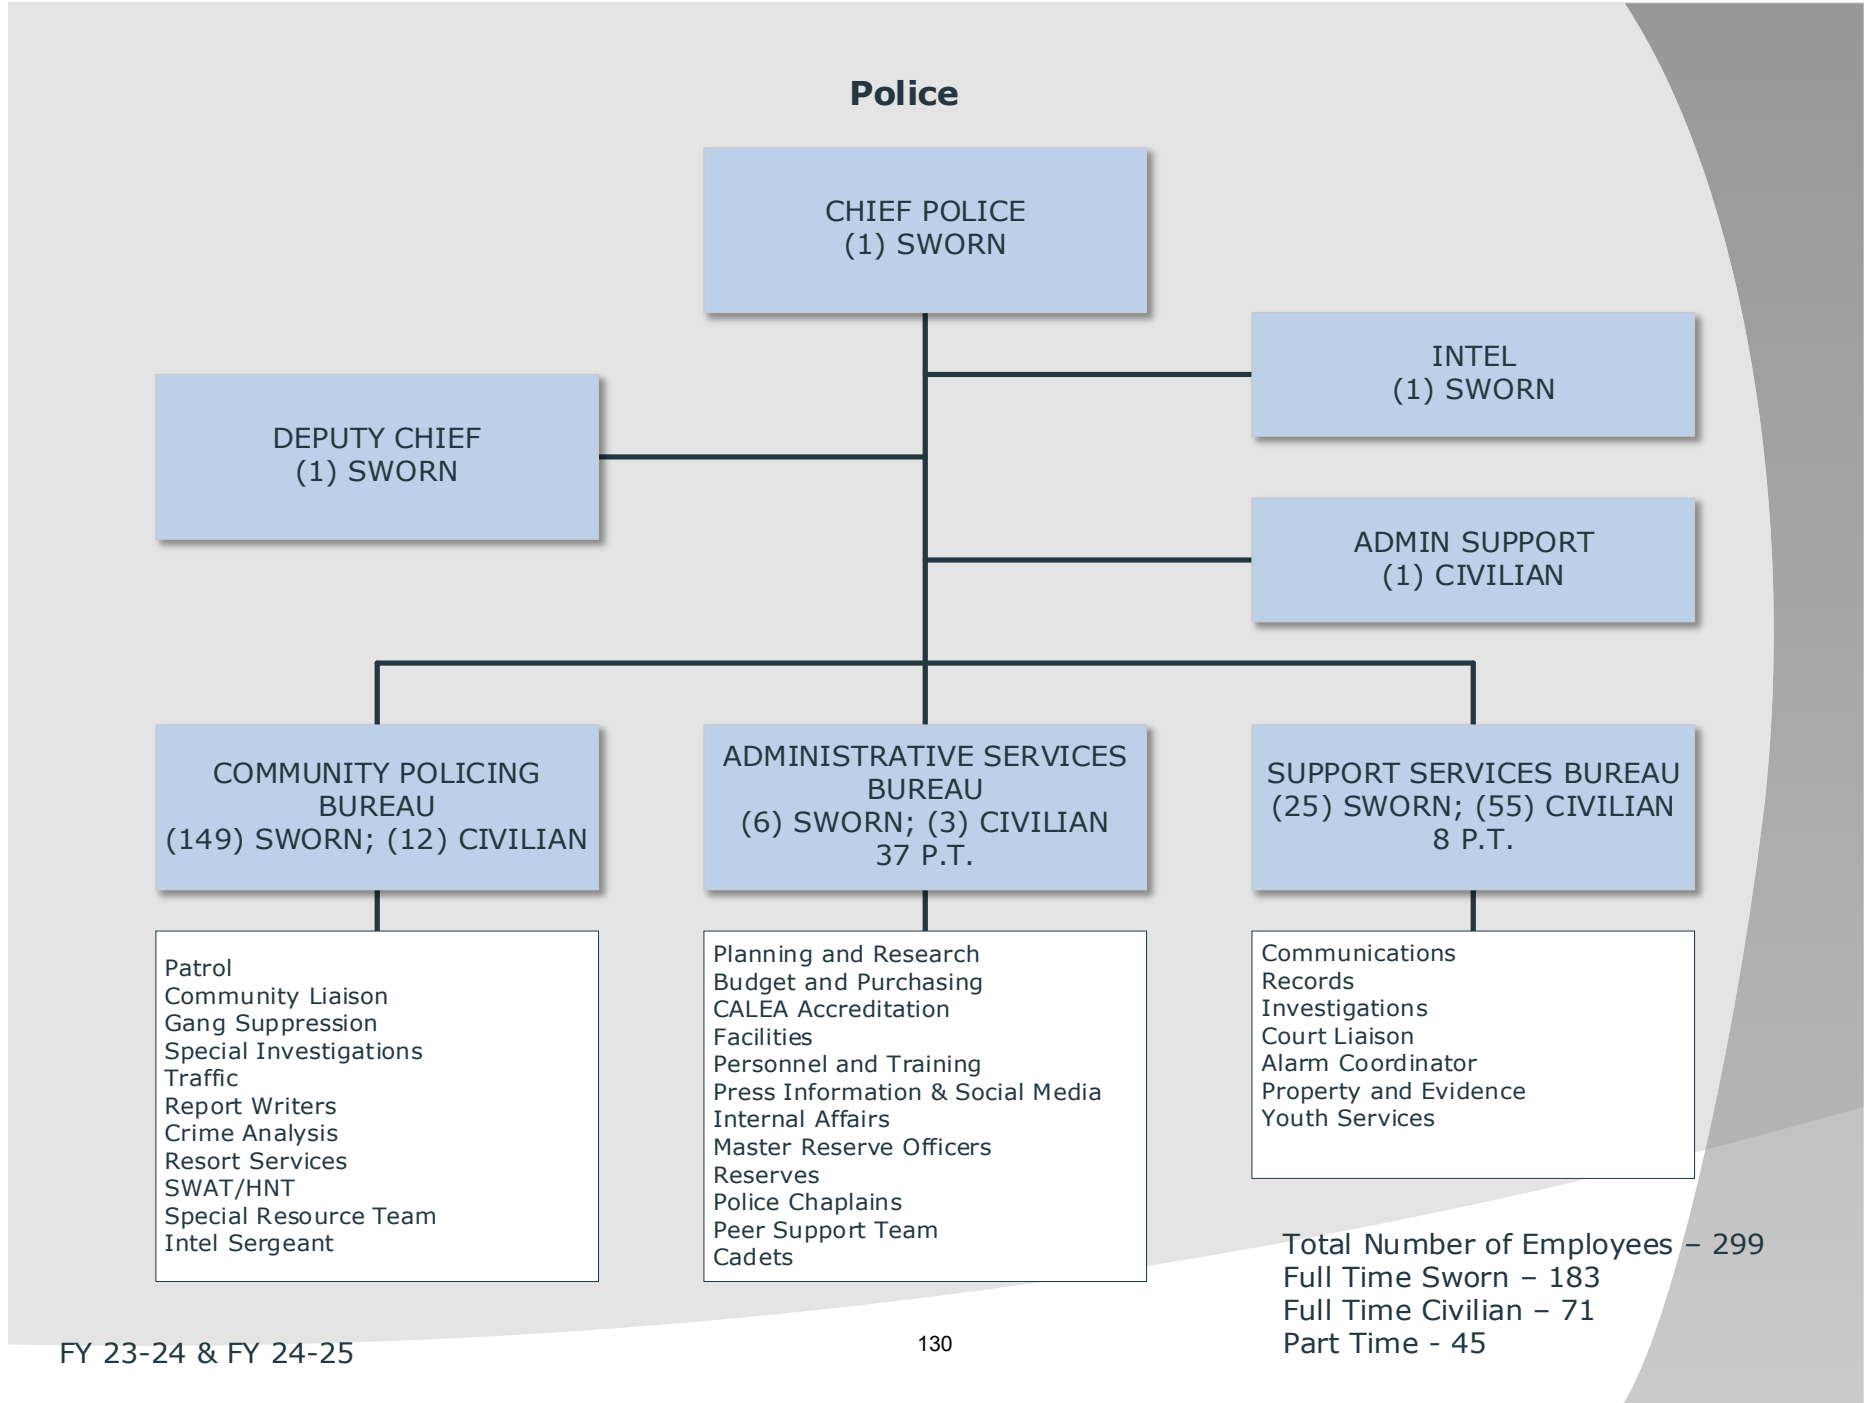 Police
CHIEF POLICE
(1) SWORN
INTEL
(1) SWORN
DEPUTY CHIEF
(1) SWORN
ADMIN SUPPORT
(1) CIVILIAN
COMMUNITY POLICING
BUREAU
(149) SWORN; (12) CIVILIAN
ADMINISTRATIVE SERVICES
BUREAU
(6) SWORN; (3) CIVILIAN
37 P.T.
SUPPORT SERVICES BUREAU
(25) SWORN; (55) CIVILIAN
8 P.T.
Patrol
Community Liaison
Gang Suppression
Special Investigations
Traffic
Report Writers
Crime Analysis
Resort Services
SWAT/HNT
Special Resource Team
Intel Sergeant
Planning and Research
Budget and Purchasing
CALEA Accreditation
Facilities
Personnel and Training
Press Information & Social Media
Internal Affairs
Master Reserve Officers
Reserves
Police Chaplains
Peer Support Team
Cadets
Communications
Records
Investigations
Court Liaison
Alarm Coordinator
Property and Evidence
Youth Services
Total Number of Employees – 299
Full Time Sworn – 183
Full Time Civilian – 71
Part Time - 45
FY 23-24 & FY 24-25
130